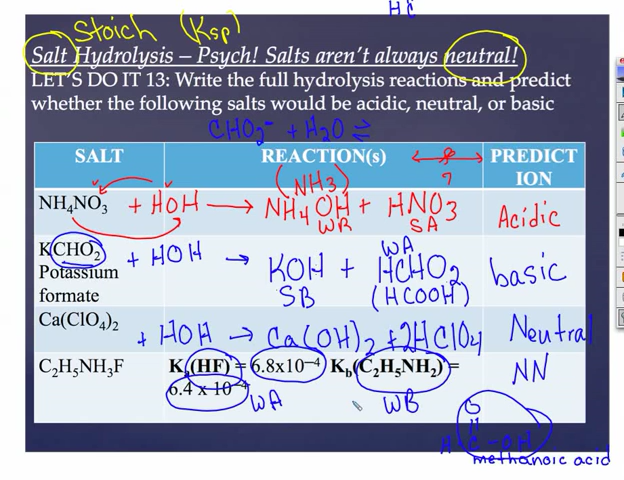 H C
Stoich (Ksp)
Salt Hydrolysis – Psych! Salts aren't always neutral!
LET'S DO IT 13: Write the full hydrolysis reactions and predict
whether the following salts would be acidic, neutral, or basic
CHO₂⁻ + H₂O ⇌
SALT REACTION(s) PREDICT
ION
7
(NH₃)
NH₄NO₃ + HOH → NH₄OH + HNO₃ Acidic
WB SA
WA
KCHO₂ + HOH → KOH + HCHO₂ basic
Potassium SB (HCOOH)
formate
Ca(ClO₄)₂ + HOH → Ca(OH)₂ + 2HClO₄ Neutral
C₂H₅NH₃F Kₐ(HF) = 6.8x10⁻⁴ K_b(C₂H₅NH₂) = NN
6.4 x 10⁻⁴ WA WB
O
H - C - OH
methanoic acid